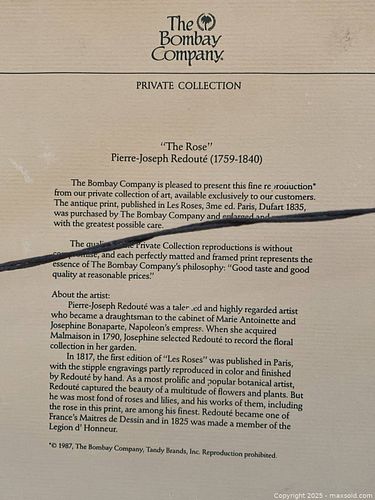 The
Bombay
Company.
PRIVATE COLLECTION
"The Rose"
Pierre-Joseph Redouté (1759-1840)
The Bombay Company is pleased to present this fine reproduction*
from our private collection of art, available exclusively to our customers.
The antique print, published in Les Roses, 3me ed. Paris, Dufart 1835,
was purchased by The Bombay Company and enlarged and
with the greatest possible care.
The Private Collection reproductions is without
and each perfectly matted and framed print represents the
essence of The Bombay Company's philosophy: "Good taste and good
quality at reasonable prices."
About the artist:
Pierre-Joseph Redouté was a talented and highly regarded artist
who became a draughtsman to the cabinet of Marie Antoinette and
Josephine Bonaparte, Napoleon's empress. When she acquired
Malmaison in 1790, Josephine selected Redouté to record the floral
collection in her garden.
In 1817, the first edition of "Les Roses" was published in Paris,
with the stipple engravings partly reproduced in color and finished
by Redouté by hand. As a most prolific and popular botanical artist,
Redouté captured the beauty of a multitude of flowers and plants. But
he was most fond of roses and lilies, and his works of them, including
the rose in this print, are among his finest. Redouté became one of
France's Maitres de Dessin and in 1825 was made a member of the
Legion d' Honneur.
*© 1987, The Bombay Company, Tandy Brands, Inc. Reproduction prohibited.
Copyright 2025 - maxsold.com